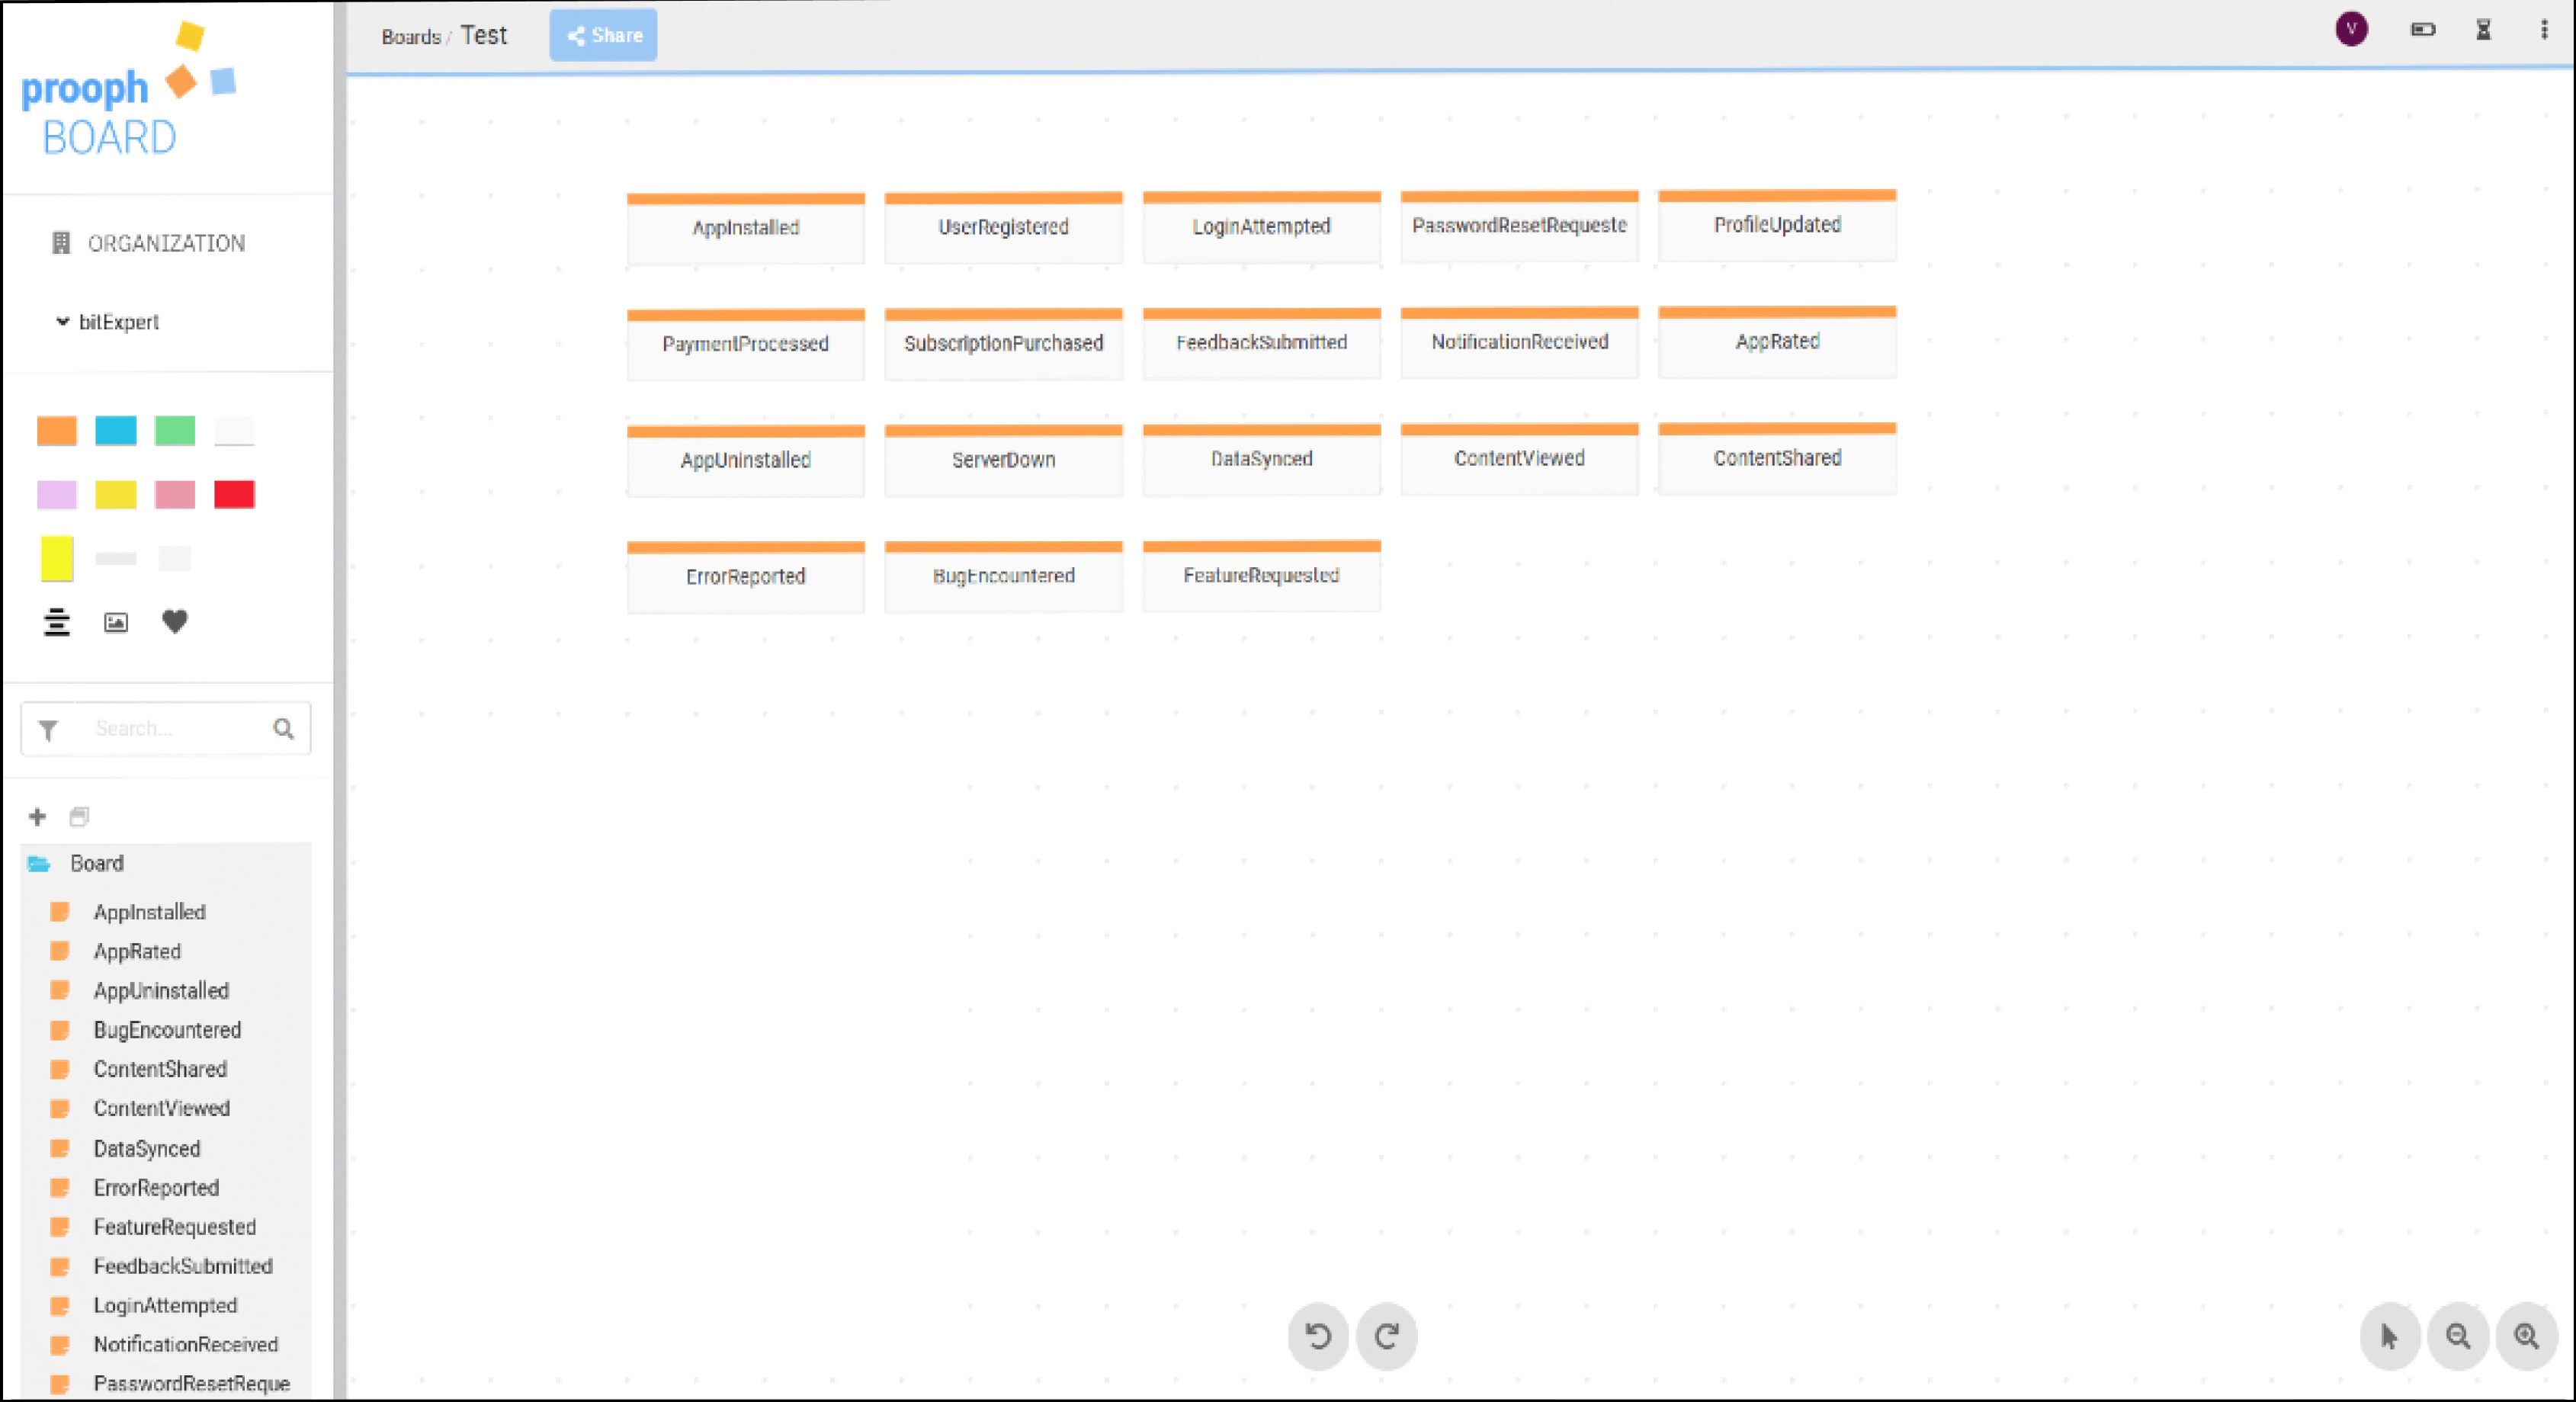 prooph
BOARD
Boards / Test
Share
V
ORGANIZATION
bitExpert
Search...
Board
AppInstalled
AppRated
AppUninstalled
BugEncountered
ContentShared
ContentViewed
DataSynced
ErrorReported
FeatureRequested
FeedbackSubmitted
LoginAttempted
NotificationReceived
PasswordResetReque
AppInstalled
UserRegistered
LoginAttempted
PasswordResetRequeste
ProfileUpdated
PaymentProcessed
SubscriptionPurchased
FeedbackSubmitted
NotificationReceived
AppRated
AppUninstalled
ServerDown
DataSynced
ContentViewed
ContentShared
ErrorReported
BugEncountered
FeatureRequested